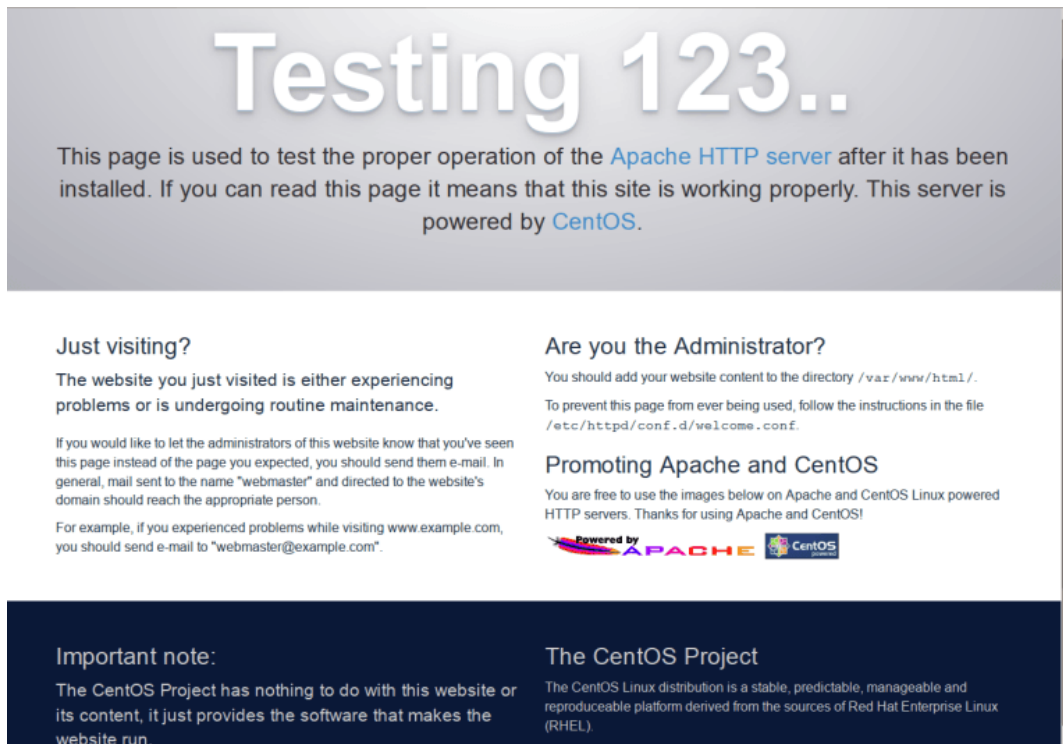 Testing 123..
This page is used to test the proper operation of the Apache HTTP server after it has been
installed. If you can read this page it means that this site is working properly. This server is
powered by CentOS.
Just visiting?
The website you just visited is either experiencing
problems or is undergoing routine maintenance.
If you would like to let the administrators of this website know that you've seen
this page instead of the page you expected, you should send them e-mail. In
general, mail sent to the name "webmaster" and directed to the website's
domain should reach the appropriate person.
For example, if you experienced problems while visiting www.example.com,
you should send e-mail to "webmaster@example.com".
Are you the Administrator?
You should add your website content to the directory /var/www/html/.
To prevent this page from ever being used, follow the instructions in the file
/etc/httpd/conf.d/welcome.conf.
Promoting Apache and CentOS
You are free to use the images below on Apache and CentOS Linux powered
HTTP servers. Thanks for using Apache and CentOS!
Powered by
APACHE
CentOS
powered
Important note:
The CentOS Project has nothing to do with this website or
its content, it just provides the software that makes the
website run.
The CentOS Project
The CentOS Linux distribution is a stable, predictable, manageable and
reproduceable platform derived from the sources of Red Hat Enterprise Linux
(RHEL).